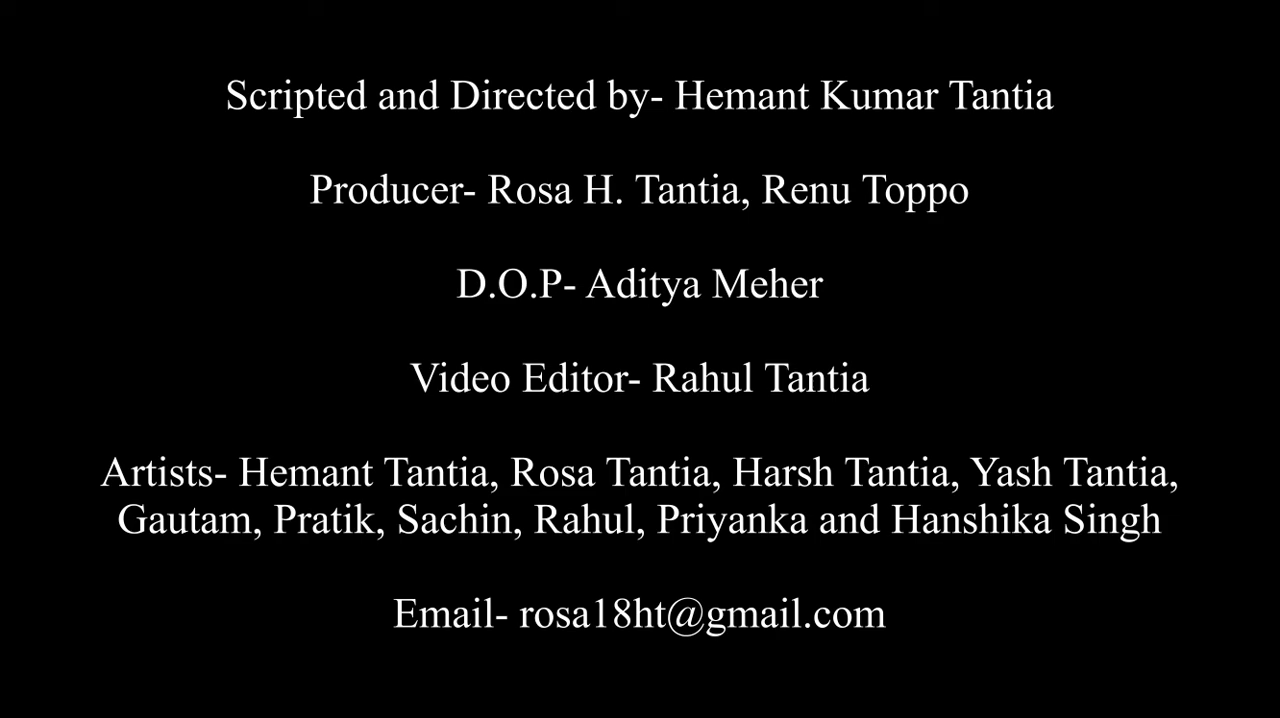 Scripted and Directed by- Hemant Kumar Tantia
Producer- Rosa H. Tantia, Renu Toppo
D.O.P- Aditya Meher
Video Editor- Rahul Tantia
Artists- Hemant Tantia, Rosa Tantia, Harsh Tantia, Yash Tantia,
Gautam, Pratik, Sachin, Rahul, Priyanka and Hanshika Singh
Email- rosa18ht@gmail.com